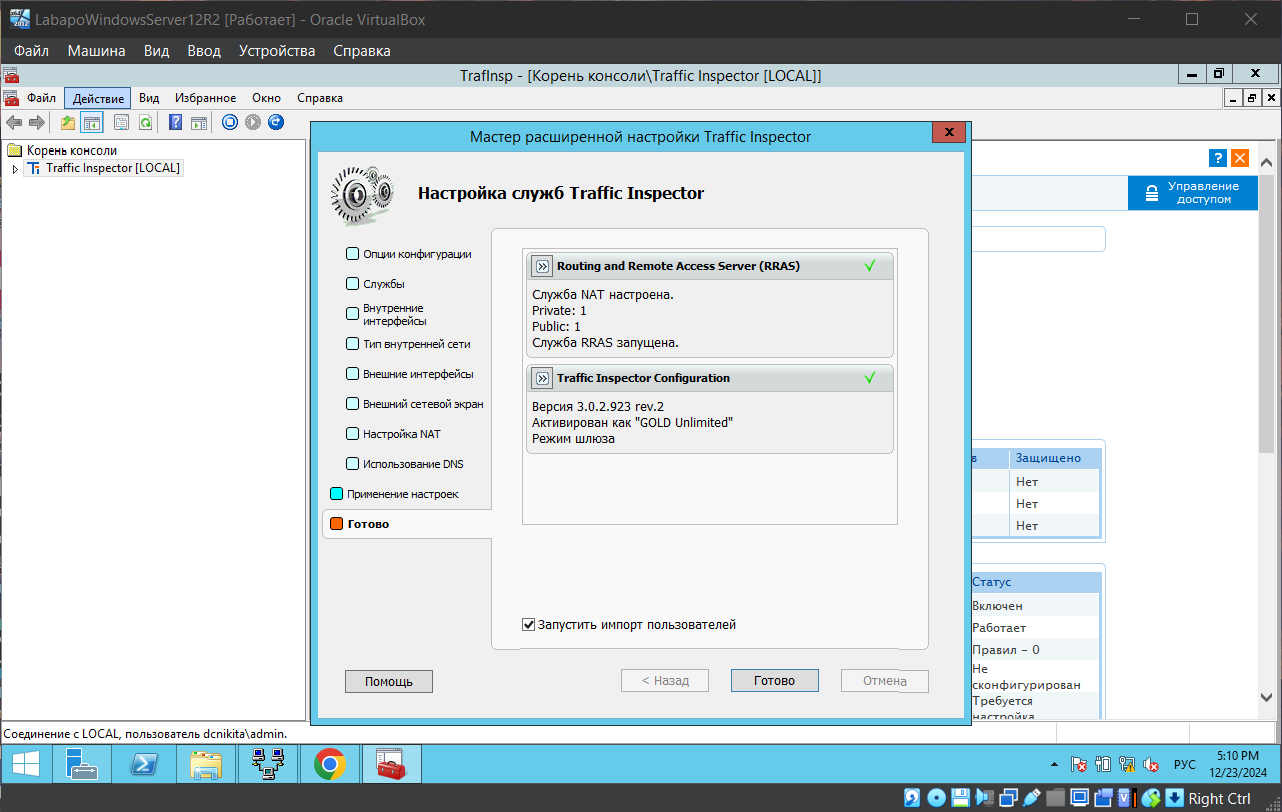 LabapoWindowsServer12R2 [Работает] - Oracle VirtualBox
Файл Машина Вид Ввод Устройства Справка
TrafInsp - [Корень консоли\Traffic Inspector [LOCAL]]
Файл Действие Вид Избранное Окно Справка
Корень консоли
Traffic Inspector [LOCAL]
Мастер расширенной настройки Traffic Inspector
Настройка служб Traffic Inspector
Опции конфигурации
Службы
Внутренние
интерфейсы
Тип внутренней сети
Внешние интерфейсы
Внешний сетевой экран
Настройка NAT
Использование DNS
Применение настроек
Готово
Routing and Remote Access Server (RRAS)
Служба NAT настроена.
Private: 1
Public: 1
Служба RRAS запущена.
Traffic Inspector Configuration
Версия 3.0.2.923 rev.2
Активирован как "GOLD Unlimited"
Режим шлюза
Запустить импорт пользователей
Помощь
< Назад
Готово
Отмена
Управление
доступом
в Защищено
Нет
Нет
Нет
Статус
Включен
Работает
Правил - 0
Не
сконфигурирован
Требуется
настройка
Соединение с LOCAL, пользователь dcnikita\admin.
РУС
5:10 PM
12/23/2024
Right Ctrl